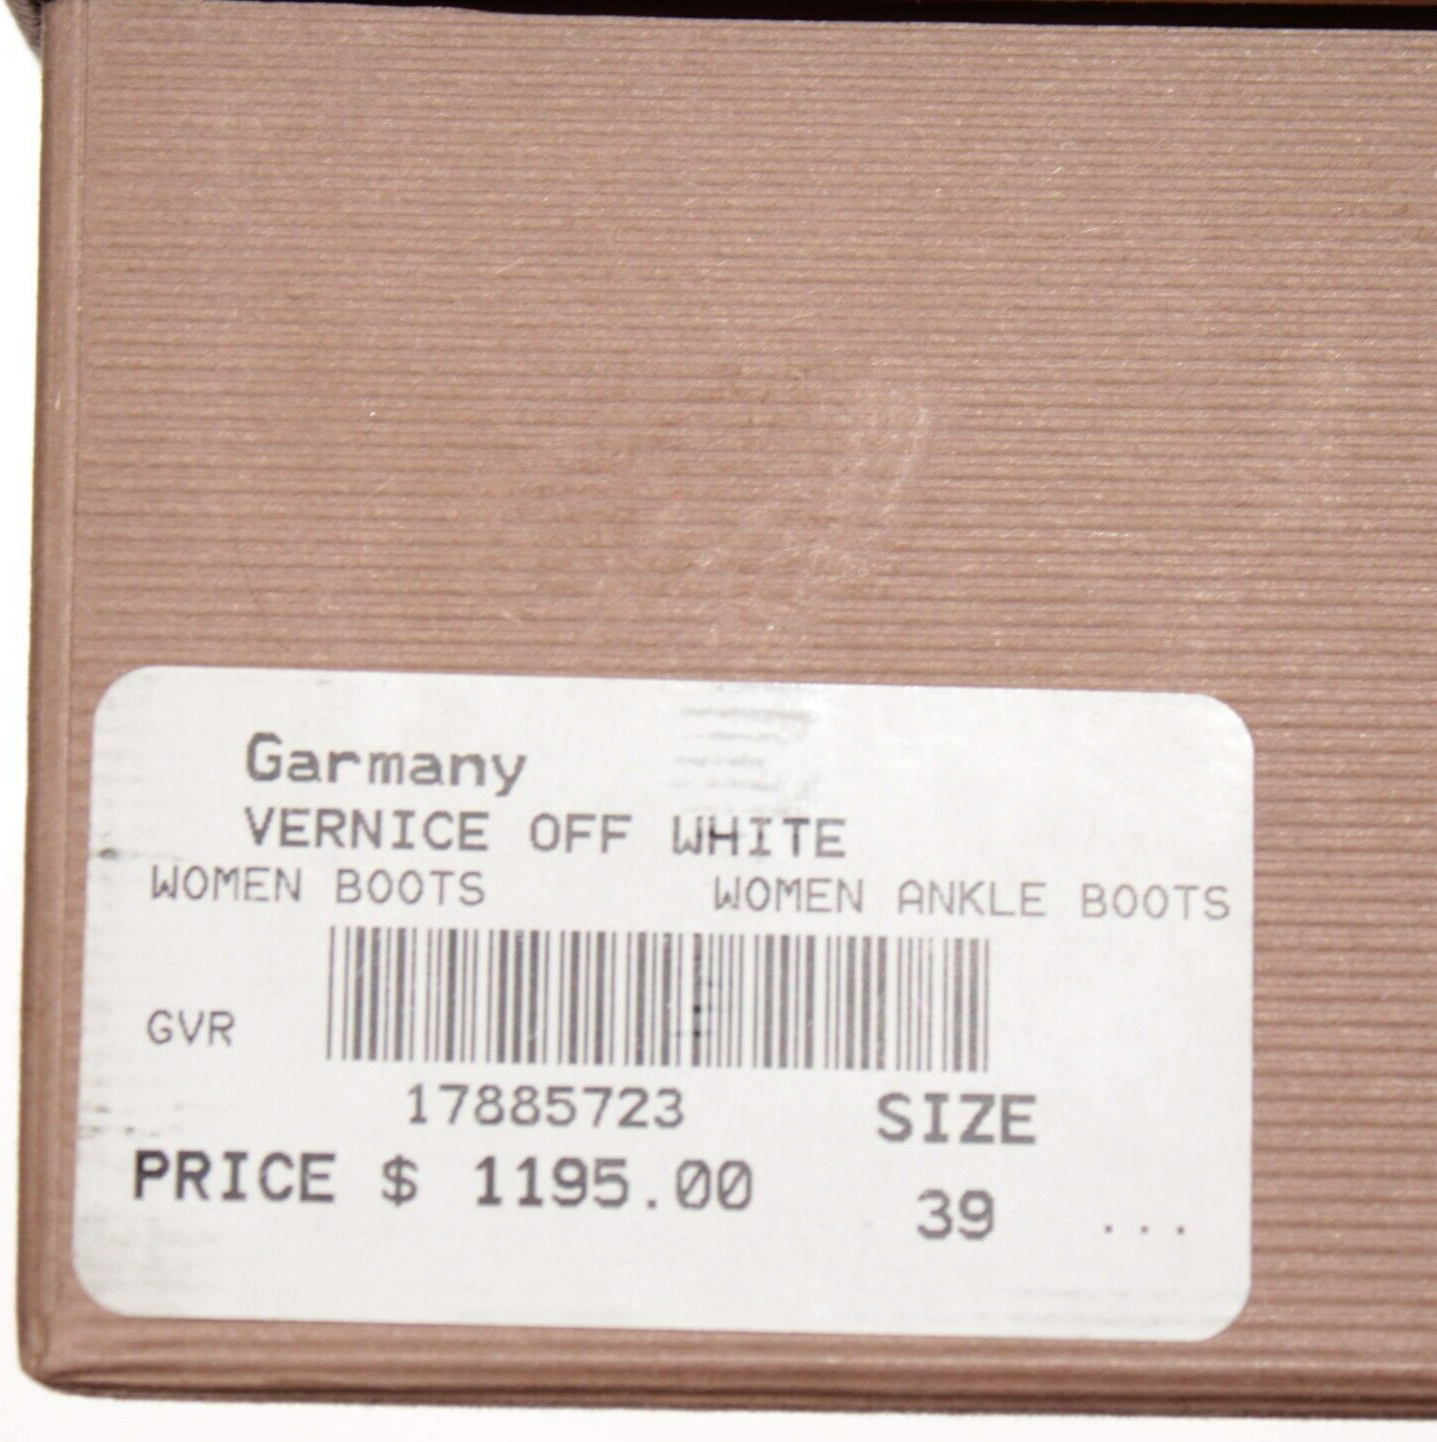 Garmany
VERNICE OFF WHITE
WOMEN BOOTS WOMEN ANKLE BOOTS
GVR
17885723 SIZE
PRICE $ 1195.00
39 ...